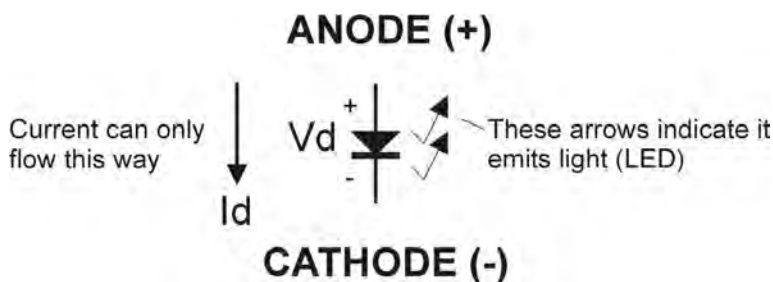 ANODE (+)
Current can only
flow this way
Id
+
Vd
-
These arrows indicate it
emits light (LED)
CATHODE (-)